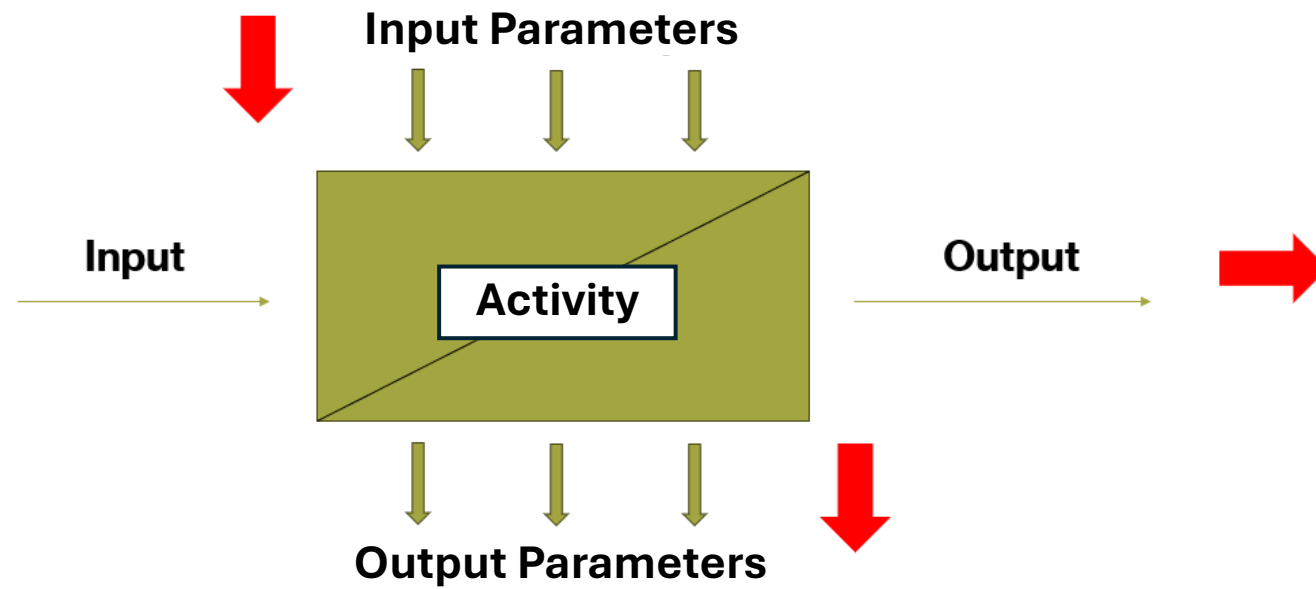 Input Parameters
Input
Activity
Output
Output Parameters